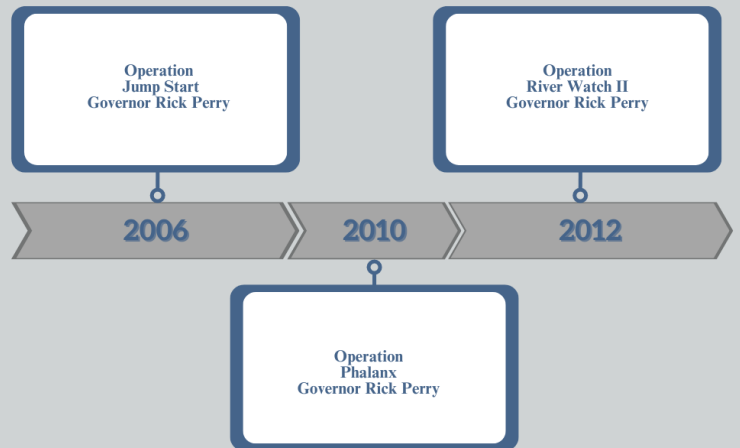 Operation
Jump Start
Governor Rick Perry
Operation
River Watch II
Governor Rick Perry
2006
2010
2012
Operation
Phalanx
Governor Rick Perry